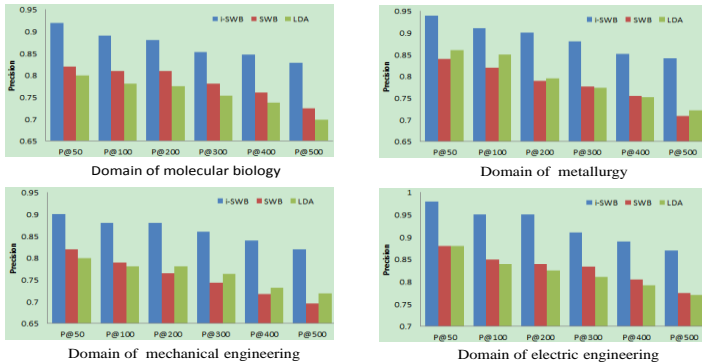 0.95
0.9
0.85
0.8
0.75
0.7
0.65
Precision
i-SWB SWB LDA
P@50 P@100 P@200 P@300 P@400 P@500
Domain of molecular biology
0.95
0.9
0.85
0.8
0.75
0.7
0.65
Precision
i-SWB SWB LDA
P@50 P@100 P@200 P@300 P@400 P@500
Domain of metallurgy
0.95
0.9
0.85
0.8
0.75
0.7
0.65
Precision
i-SWB SWB LDA
P@50 P@100 P@200 P@300 P@400 P@500
Domain of mechanical engineering
1
0.95
0.9
0.85
0.8
0.75
0.7
Precision
i-SWB SWB LDA
P@50 P@100 P@200 P@300 P@400 P@500
Domain of electric engineering